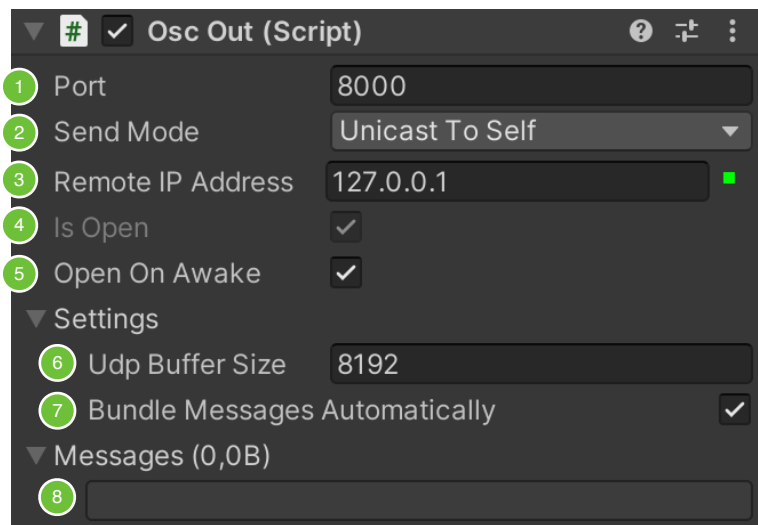 # Osc Out (Script)
1 Port 8000
2 Send Mode Unicast To Self
3 Remote IP Address 127.0.0.1
4 Is Open
5 Open On Awake
Settings
6 Udp Buffer Size 8192
7 Bundle Messages Automatically
Messages (0,0B)
8